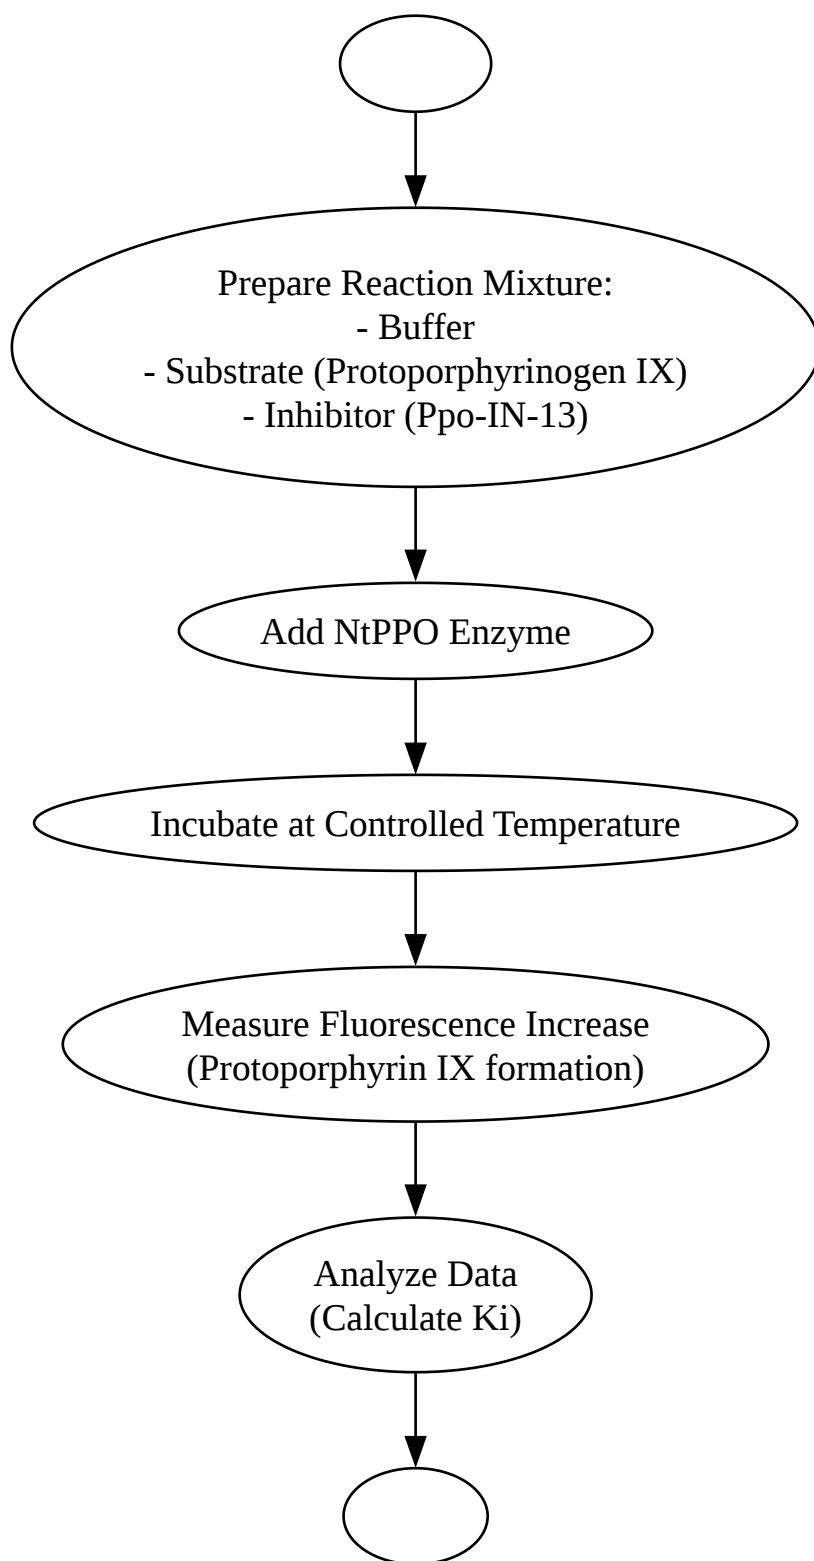 Prepare Reaction Mixture:
- Buffer
- Substrate (Protoporphyrinogen IX)
- Inhibitor (Ppo-IN-13)
Add NtPPO Enzyme
Incubate at Controlled Temperature
Measure Fluorescence Increase
(Protoporphyrin IX formation)
Analyze Data
(Calculate Ki)